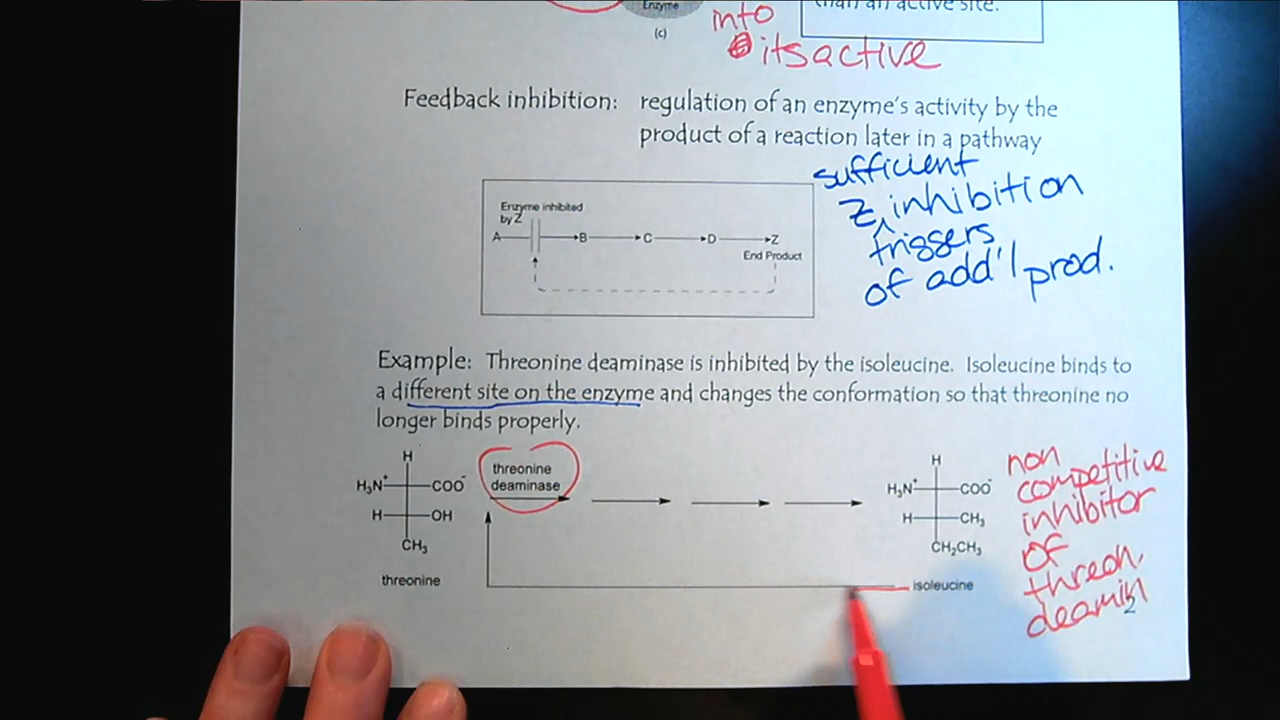 Enzyme
(c)
into
its active
than an active site.
Feedback inhibition: regulation of an enzyme's activity by the
product of a reaction later in a pathway
sufficient
Z inhibition
triggers
of add'l prod.
Enzyme inhibited
by Z
A B C D Z
End Product
Example: Threonine deaminase is inhibited by the isoleucine. Isoleucine binds to
a different site on the enzyme and changes the conformation so that threonine no
longer binds properly.
H
H₃N⁺ COO⁻
H OH
CH₃
threonine
threonine
deaminase
H
H₃N⁺ COO⁻
H CH₃
CH₂CH₃
isoleucine
non
competitive
inhibitor
of
threon.
deamin
2